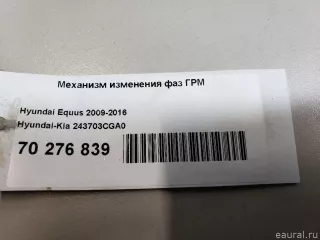 Механизм изменения фаз ГРМ
Hyundai Equus 2009-2016
Hyundai-Kia 243703CGA0
70 276 839
eaural.ru/